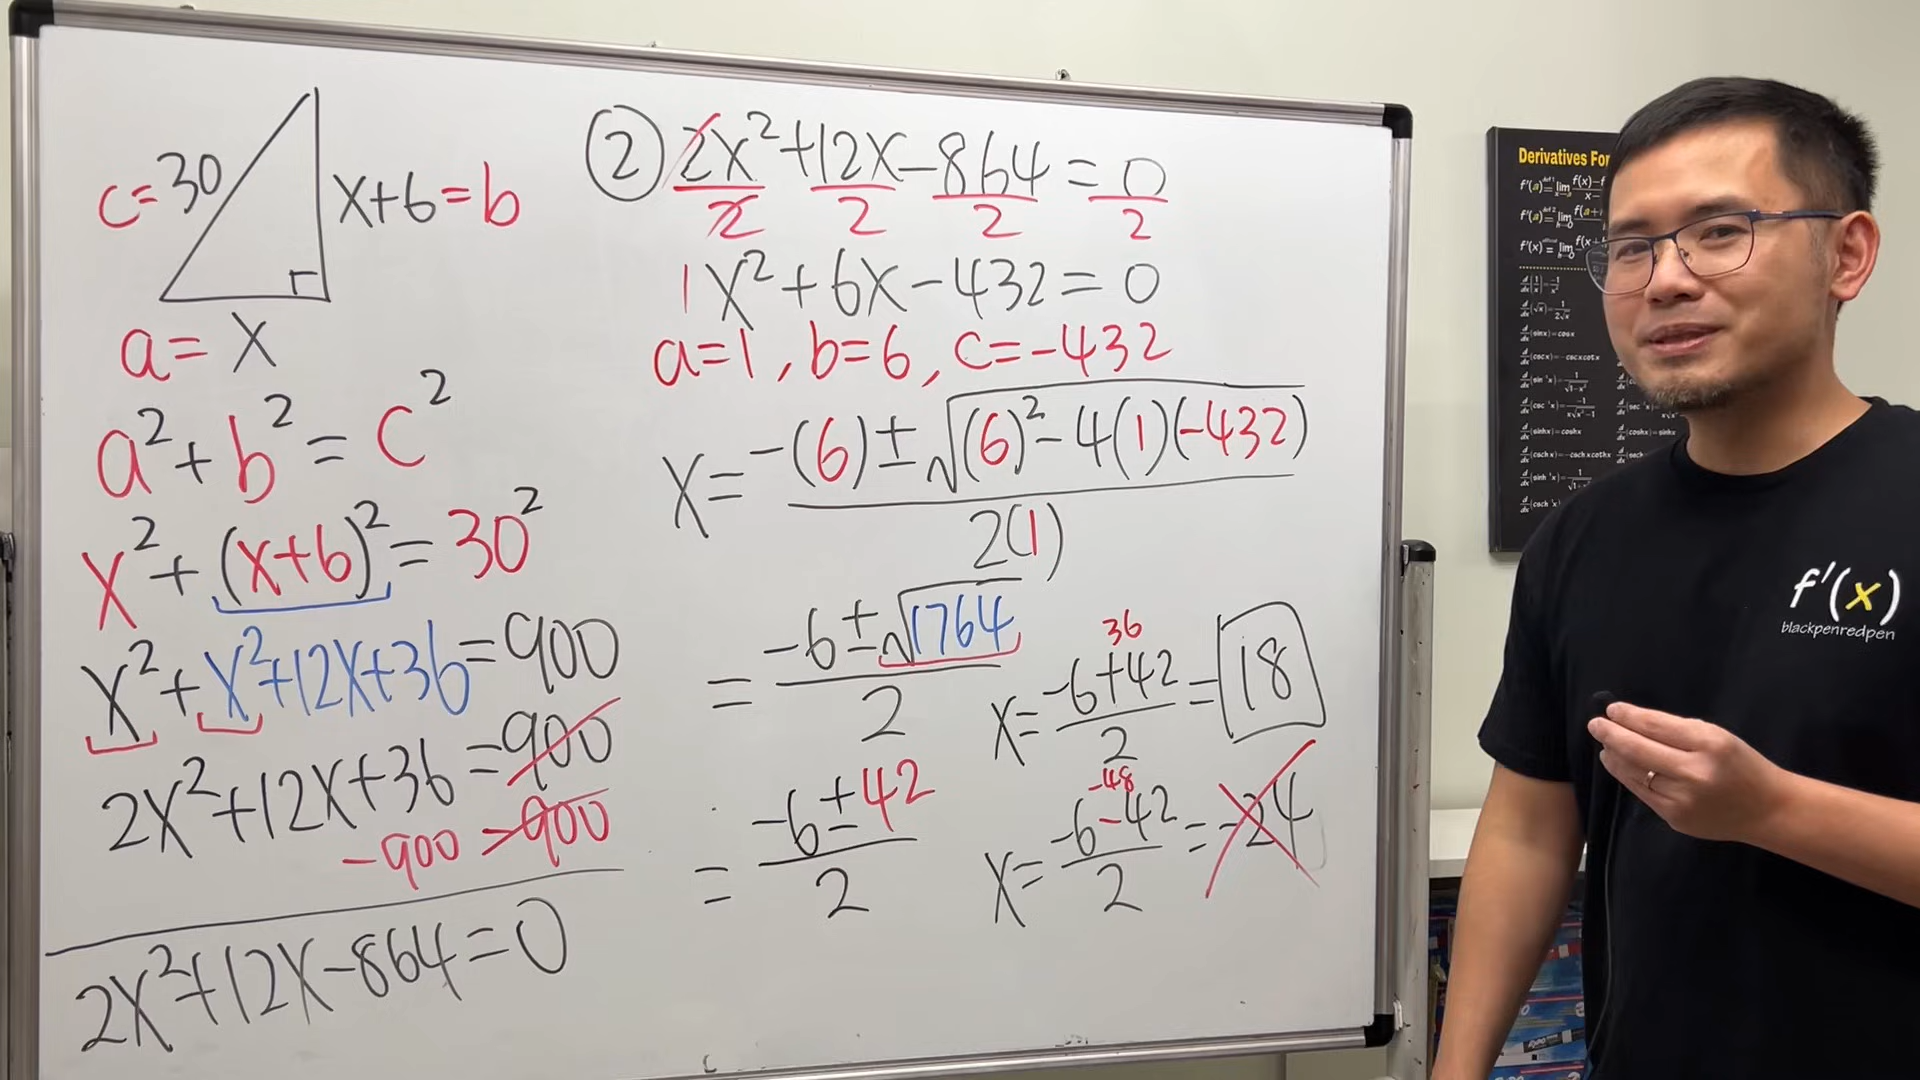 c=30
x+6=b
a=x
a²+b²=c²
x²+(x+6)²=30²
x²+x²+12x+36=900
2x²+12x+36=900
-900 -900
2x²+12x-864=0
② 2x²+12x-864=0
2 2 2 2
1x²+6x-432=0
a=1, b=6, c=-432
x=-(6)±√(6)²-4(1)(-432)
2(1)
=-6±√1764
2
=-6±42
2
36
x=-6+42=18
2
-48
x=-6-42=-24
2
Derivatives For
f'(x)
blackpenredpen